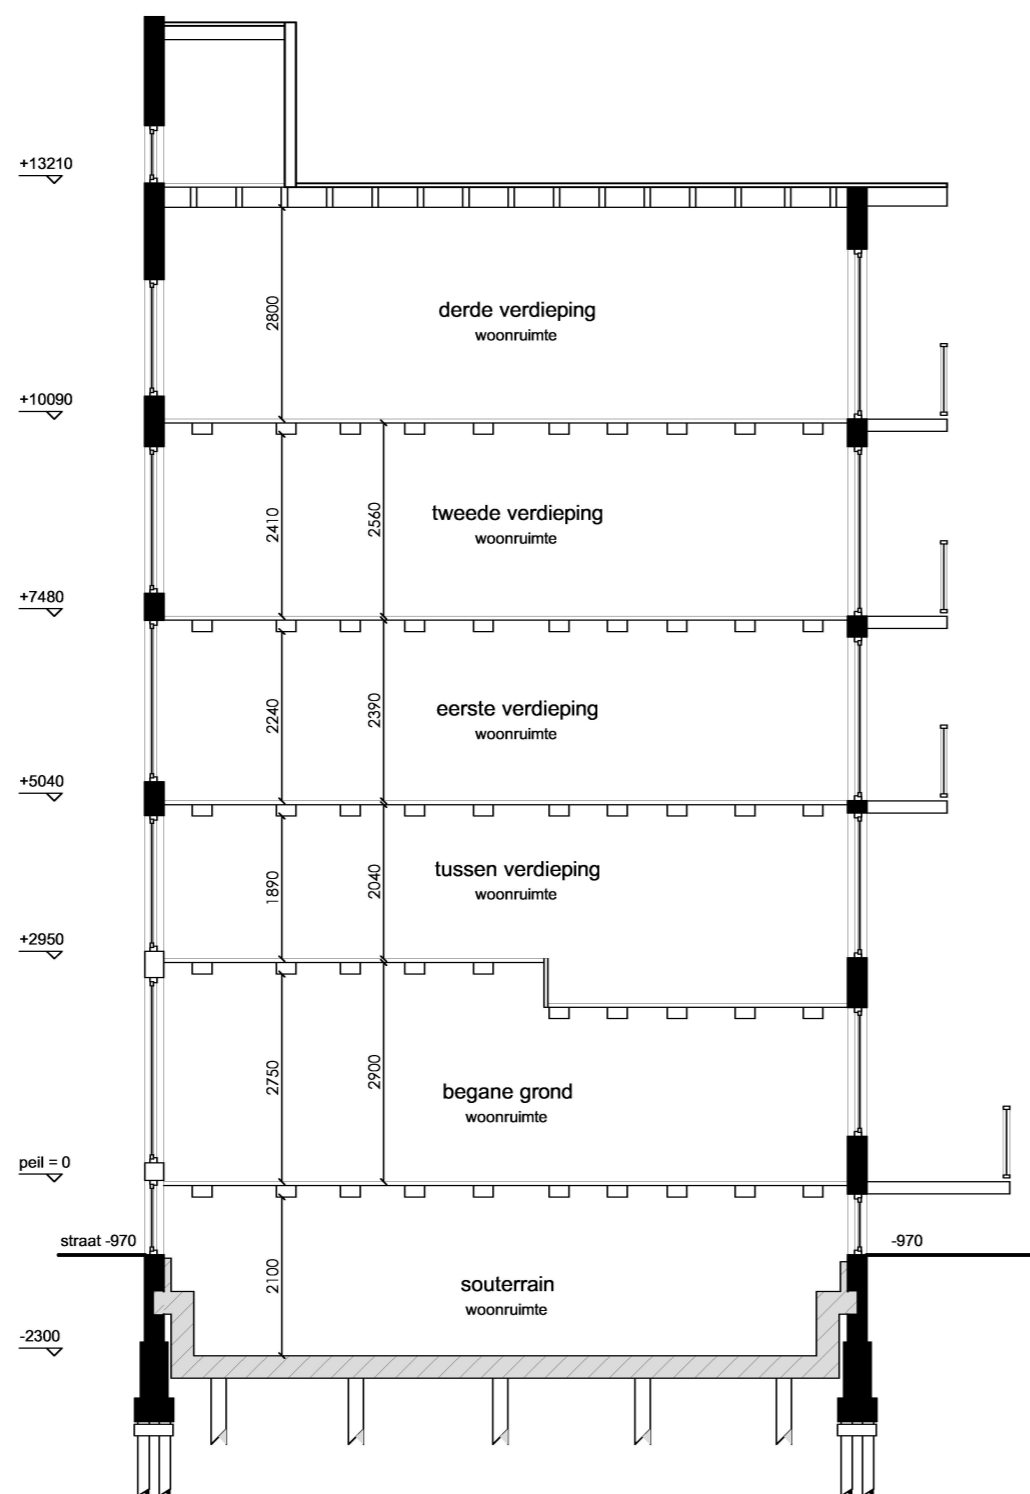 +13210
2800
derde verdieping
woonruimte
+10090
2410
2560
tweede verdieping
woonruimte
+7480
2240
2390
eerste verdieping
woonruimte
+5040
1890
2040
tussen verdieping
woonruimte
+2950
2750
2900
begane grond
woonruimte
peil = 0
straat -970
-970
2100
souterrain
woonruimte
-2300